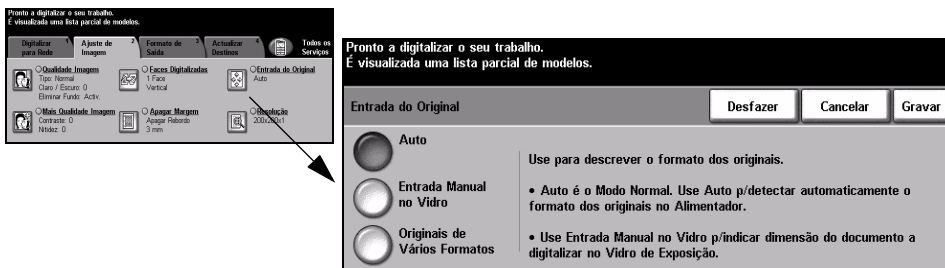 Pronto a digitalizar o seu trabalho.
É visualizada uma lista parcial de modelos.
Digitalizar para Rede 1
Ajuste de Imagem 2
Formato de Saída 3
Actualizar Destinos 4
Todos os Serviços
Qualidade Imagem
Tipo: Normal
Claro / Escuro: 0
Eliminar Fundo: Activ.
Faces Digitalizadas
1 Face
Vertical
Entrada do Original
Auto
Mais Qualidade Imagem
Contraste: 0
Nitidez: 0
Apagar Margem
Apagar Rebordo
3 mm
Resolução
200x200x1
Pronto a digitalizar o seu trabalho.
É visualizada uma lista parcial de modelos.
Entrada do Original
Desfazer
Cancelar
Gravar
Auto
Entrada Manual
no Vidro
Originais de
Vários Formatos
Use para descrever o formato dos originais.
• Auto é o Modo Normal. Use Auto p/detectar automaticamente o
formato dos originais no Alimentador.
• Use Entrada Manual no Vidro p/indicar dimensão do documento a
digitalizar no Vidro de Exposição.